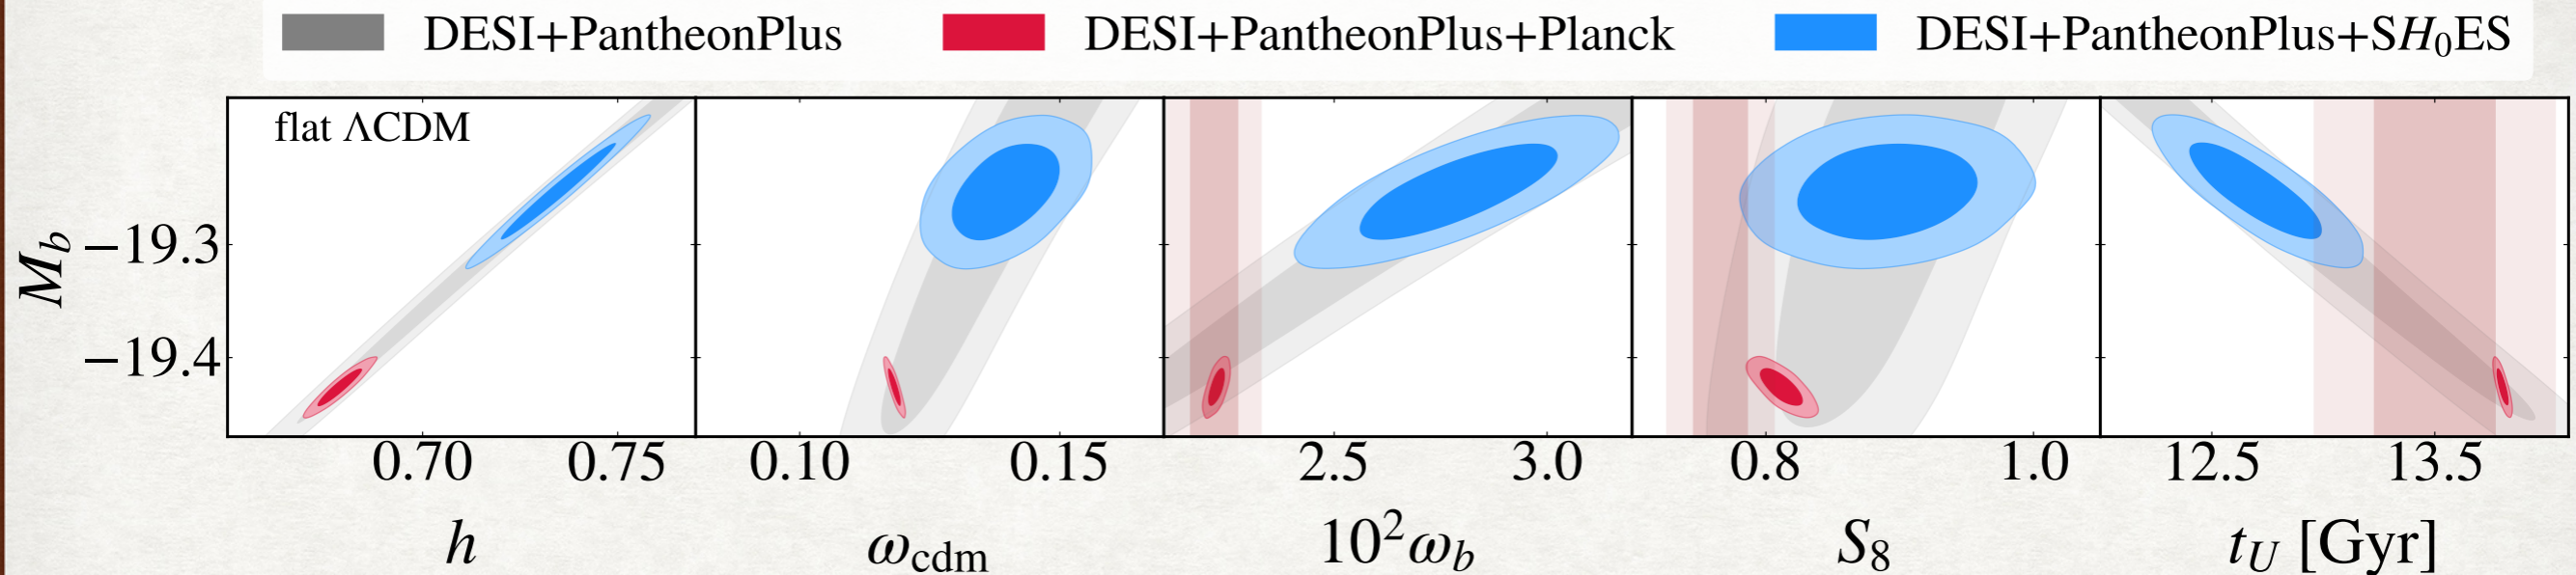 DESI+PantheonPlus DESI+PantheonPlus+Planck DESI+PantheonPlus+SH₀ES
flat ΛCDM
M_b
−19.3
−19.4
0.70 0.75 0.10 0.15 2.5 3.0 0.8 1.0 12.5 13.5
h ω_cdm 10²ω_b S₈ t_U [Gyr]